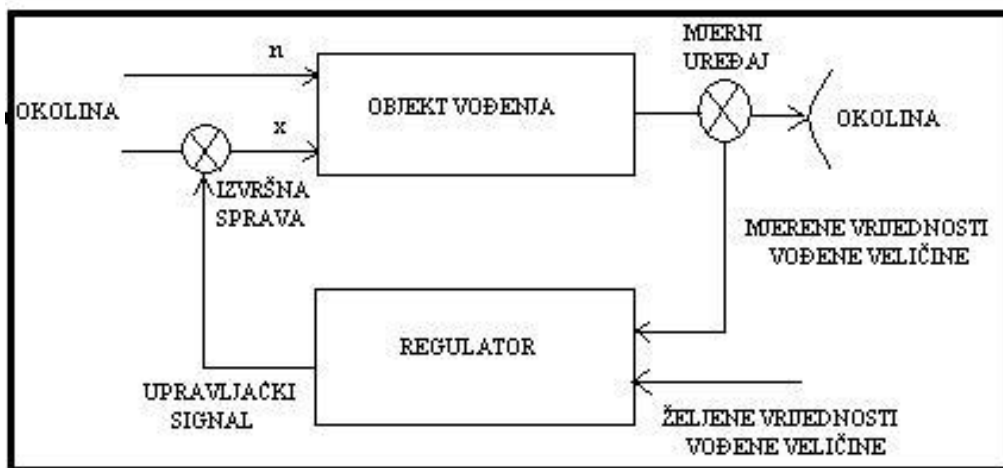 n
MJERNI
UREĐAJ
OKOLINA
OBJEKT VOĐENJA
OKOLINA
x
IZVRŠNA
SPRAVA
MJERENE VRIJEDNOSTI
VOĐENE VELIČINE
REGULATOR
UPRAVLJAČKI
SIGNAL
ŽELJENE VRIJEDNOSTI
VOĐENE VELIČINE